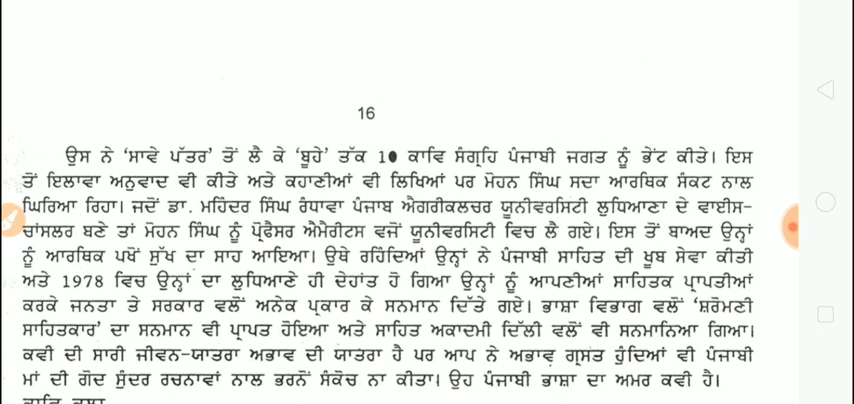 16
ਉਸ ਨੇ 'ਸਾਵੇ ਪੱਤਰ' ਤੋਂ ਲੈ ਕੇ 'ਬੂਹੇ' ਤੱਕ 10 ਕਾਵਿ ਸੰਗ੍ਰਹਿ ਪੰਜਾਬੀ ਜਗਤ ਨੂੰ ਭੇਂਟ ਕੀਤੇ। ਇਸ
ਤੋਂ ਇਲਾਵਾ ਅਨੁਵਾਦ ਵੀ ਕੀਤੇ ਅਤੇ ਕਹਾਣੀਆਂ ਵੀ ਲਿਖਿਆਂ ਪਰ ਮੋਹਨ ਸਿੰਘ ਸਦਾ ਆਰਥਿਕ ਸੰਕਟ ਨਾਲ
ਘਿਰਿਆ ਰਿਹਾ। ਜਦੋਂ ਡਾ. ਮਹਿੰਦਰ ਸਿੰਘ ਰੰਧਾਵਾ ਪੰਜਾਬ ਐਗਰੀਕਲਚਰ ਯੂਨੀਵਰਸਿਟੀ ਲੁਧਿਆਣਾ ਦੇ ਵਾਈਸ-
ਚਾਂਸਲਰ ਬਣੇ ਤਾਂ ਮੋਹਨ ਸਿੰਘ ਨੂੰ ਪ੍ਰੋਫੈਸਰ ਐਮੈਰੀਟਸ ਵਜੋਂ ਯੂਨੀਵਰਸਿਟੀ ਵਿਚ ਲੈ ਗਏ। ਇਸ ਤੋਂ ਬਾਅਦ ਉਨ੍ਹਾਂ
ਨੂੰ ਆਰਥਿਕ ਪਖੋਂ ਸੁੱਖ ਦਾ ਸਾਹ ਆਇਆ। ਉਥੇ ਰਹਿੰਦਿਆਂ ਉਨ੍ਹਾਂ ਨੇ ਪੰਜਾਬੀ ਸਾਹਿਤ ਦੀ ਖੂਬ ਸੇਵਾ ਕੀਤੀ
ਅਤੇ 1978 ਵਿਚ ਉਨ੍ਹਾਂ ਦਾ ਲੁਧਿਆਣੇ ਹੀ ਦੇਹਾਂਤ ਹੋ ਗਿਆ ਉਨ੍ਹਾਂ ਨੂੰ ਆਪਣੀਆਂ ਸਾਹਿਤਕ ਪ੍ਰਾਪਤੀਆਂ
ਕਰਕੇ ਜਨਤਾ ਤੇ ਸਰਕਾਰ ਵਲੋਂ ਅਨੇਕ ਪ੍ਰਕਾਰ ਕੇ ਸਨਮਾਨ ਦਿੱਤੇ ਗਏ। ਭਾਸ਼ਾ ਵਿਭਾਗ ਵਲੋਂ 'ਸ਼ਰੋਮਣੀ
ਸਾਹਿਤਕਾਰ' ਦਾ ਸਨਮਾਨ ਵੀ ਪ੍ਰਾਪਤ ਹੋਇਆ ਅਤੇ ਸਾਹਿਤ ਅਕਾਦਮੀ ਦਿੱਲੀ ਵਲੋਂ ਵੀ ਸਨਮਾਨਿਆ ਗਿਆ।
ਕਵੀ ਦੀ ਸਾਰੀ ਜੀਵਨ-ਯਾਤਰਾ ਅਭਾਵ ਦੀ ਯਾਤਰਾ ਹੈ ਪਰ ਆਪ ਨੇ ਅਭਾਵ ਗ੍ਰਸਤ ਹੁੰਦਿਆਂ ਵੀ ਪੰਜਾਬੀ
ਮਾਂ ਦੀ ਗੋਦ ਸੁੰਦਰ ਰਚਨਾਵਾਂ ਨਾਲ ਭਰਨੋਂ ਸੰਕੋਚ ਨਾ ਕੀਤਾ। ਉਹ ਪੰਜਾਬੀ ਭਾਸ਼ਾ ਦਾ ਅਮਰ ਕਵੀ ਹੈ।